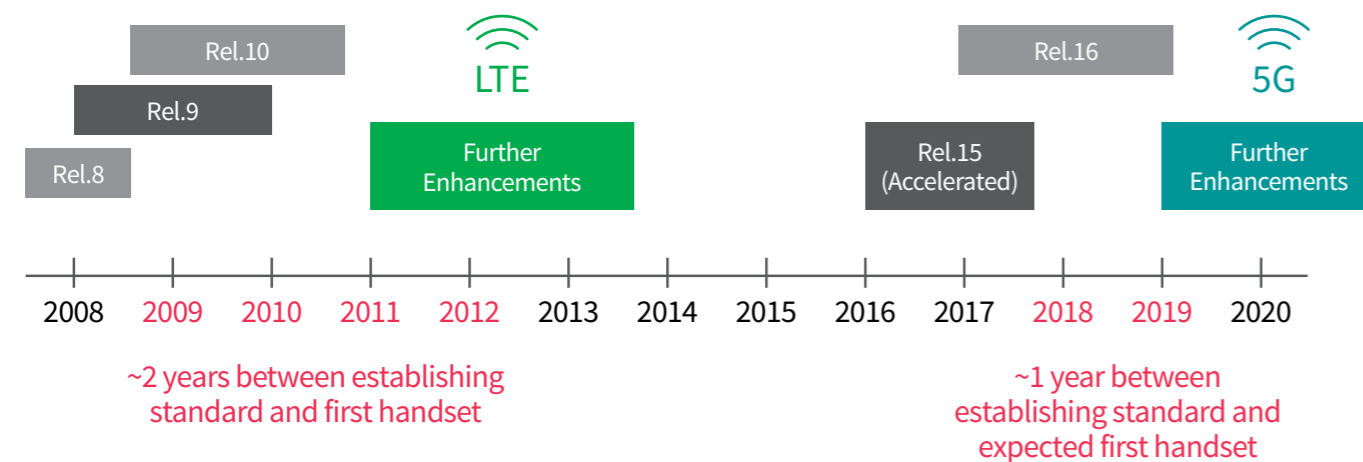 Rel.10
LTE
Rel.16
5G
Rel.9
Rel.8
Further
Enhancements
Rel.15
(Accelerated)
Further
Enhancements
2008 2009 2010 2011 2012 2013 2014 2015 2016 2017 2018 2019 2020
~2 years between establishing
standard and first handset
~1 year between
establishing standard and
expected first handset